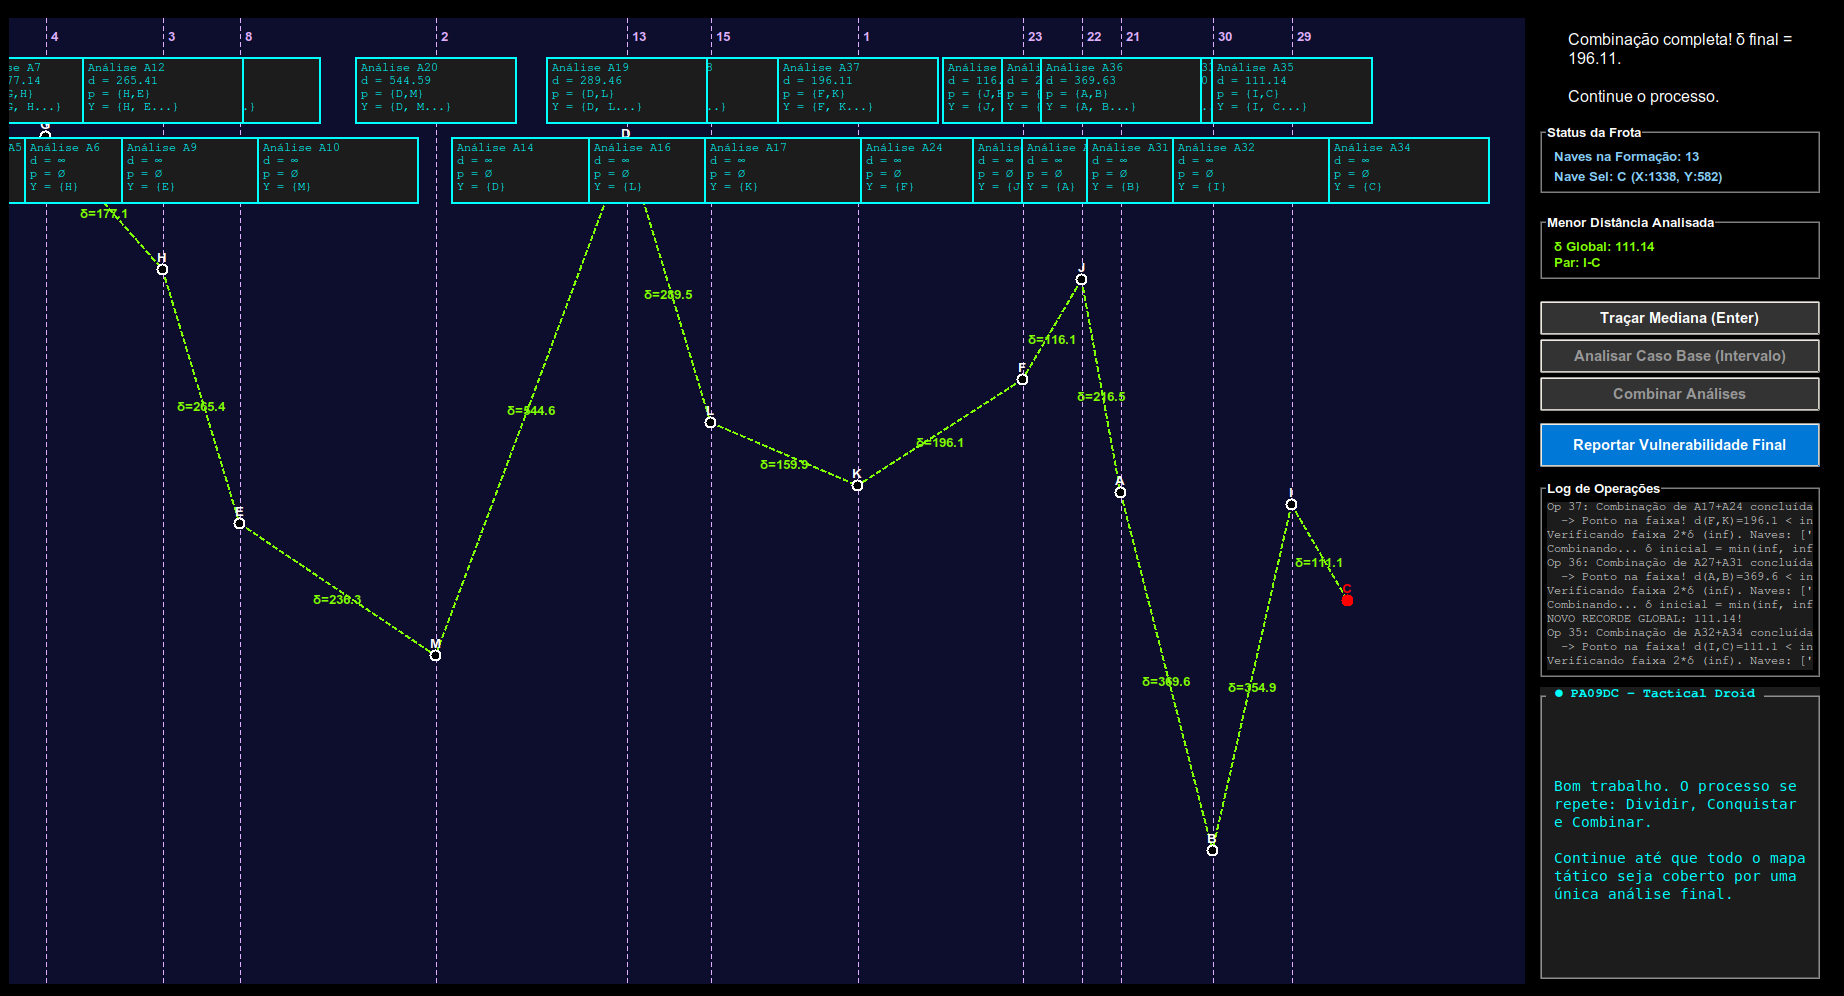 4
3
8
2
13
15
1
23
22
21
30
29
se A7
77.14
G,H}
G, H...}
Análise A12
d = 265.41
p = {H,E}
Y = {H, E...}
.}
Análise A20
d = 544.59
p = {D,M}
Y = {D, M...}
Análise A19
d = 289.46
p = {D,L}
Y = {D, L...}
..}
Análise A37
d = 196.11
p = {F,K}
Y = {F, K...}
Análise
d = 116.
p = {J,F
Y = {J,
Análi
d = 2
p = {
Y = {
Análise A36
d = 369.63
p = {A,B}
Y = {A, B...}
Análise A35
d = 111.14
p = {I,C}
Y = {I, C...}
G
D
A5
Análise A6
d = ∞
p = Ø
Y = {H}
Análise A9
d = ∞
p = Ø
Y = {E}
Análise A10
d = ∞
p = Ø
Y = {M}
Análise A14
d = ∞
p = Ø
Y = {D}
Análise A16
d = ∞
p = Ø
Y = {L}
Análise A17
d = ∞
p = Ø
Y = {K}
Análise A24
d = ∞
p = Ø
Y = {F}
Anális
d = ∞
p = Ø
Y = {J
Análise
d = ∞
p = Ø
Y = {A}
Análise A31
d = ∞
p = Ø
Y = {B}
Análise A32
d = ∞
p = Ø
Y = {I}
Análise A34
d = ∞
p = Ø
Y = {C}
δ=177.1
H
J
δ=289.5
δ=116.1
F
δ=265.4
δ=544.6
L
δ=216.5
δ=196.1
δ=159.9
K
A
I
E
δ=111.1
C
δ=236.3
M
δ=369.6
δ=354.9
B
Combinação completa! δ final =
196.11.
Continue o processo.
Status da Frota
Naves na Formação: 13
Nave Sel: C (X:1338, Y:582)
Menor Distância Analisada
δ Global: 111.14
Par: I-C
Traçar Mediana (Enter)
Analisar Caso Base (Intervalo)
Combinar Análises
Reportar Vulnerabilidade Final
Log de Operações
Op 37: Combinação de A17+A24 concluída
-> Ponto na faixa! d(F,K)=196.1 < in
Verificando faixa 2*δ (inf). Naves: ['
Combinando... δ inicial = min(inf, inf
Op 36: Combinação de A27+A31 concluída
-> Ponto na faixa! d(A,B)=369.6 < in
Verificando faixa 2*δ (inf). Naves: ['
Combinando... δ inicial = min(inf, inf
NOVO RECORDE GLOBAL: 111.14!
Op 35: Combinação de A32+A34 concluída
-> Ponto na faixa! d(I,C)=111.1 < in
Verificando faixa 2*δ (inf). Naves: ['
● PA09DC – Tactical Droid
Bom trabalho. O processo se
repete: Dividir, Conquistar
e Combinar.
Continue até que todo o mapa
tático seja coberto por uma
única análise final.